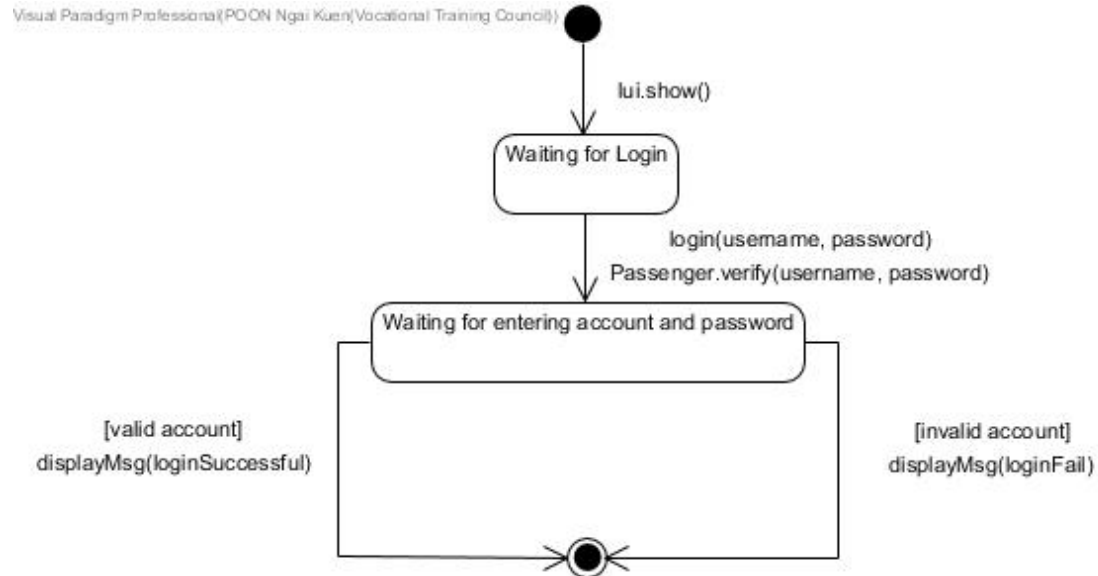 Visual Paradigm Professional(POON Ngai Kuen(Vocational Training Council))
lui.show()
Waiting for Login
login(username, password)
Passenger.verify(username, password)
Waiting for entering account and password
[valid account]
displayMsg(loginSuccessful)
[invalid account]
displayMsg(loginFail)